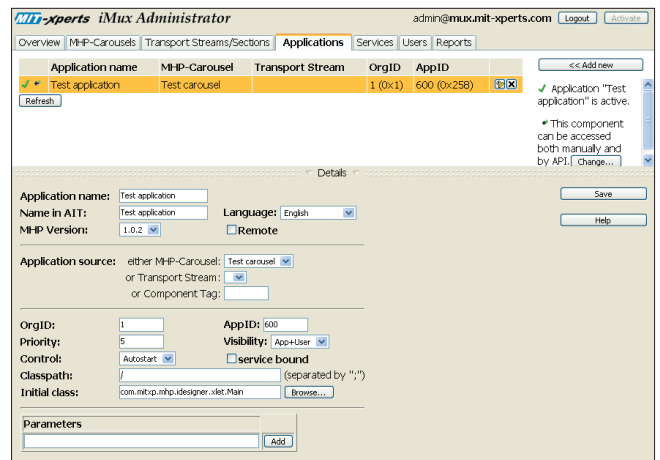 MIT-xperts iMux Administrator admin@mux.mit-xperts.com Logout Activate
Overview MHP-Carousels Transport Streams/Sections Applications Services Users Reports
Application name MHP-Carousel Transport Stream OrgID AppID
Test application Test carousel 1 (0x1) 600 (0x258)
Refresh
<< Add new
Application "Test
application" is active.
This component
can be accessed
both manually and
by API. Change...
Details
Application name: Test application
Save
Name in AIT: Test application Language: English
Help
MHP Version: 1.0.2 Remote
Application source: either MHP-Carousel: Test carousel
or Transport Stream:
or Component Tag:
OrgID: 1 AppID: 600
Priority: 5 Visibility: App+User
Control: Autostart service bound
Classpath: / (separated by ";")
Initial class: com.mitxp.mhp.idesigner.xlet.Main Browse...
Parameters
Add